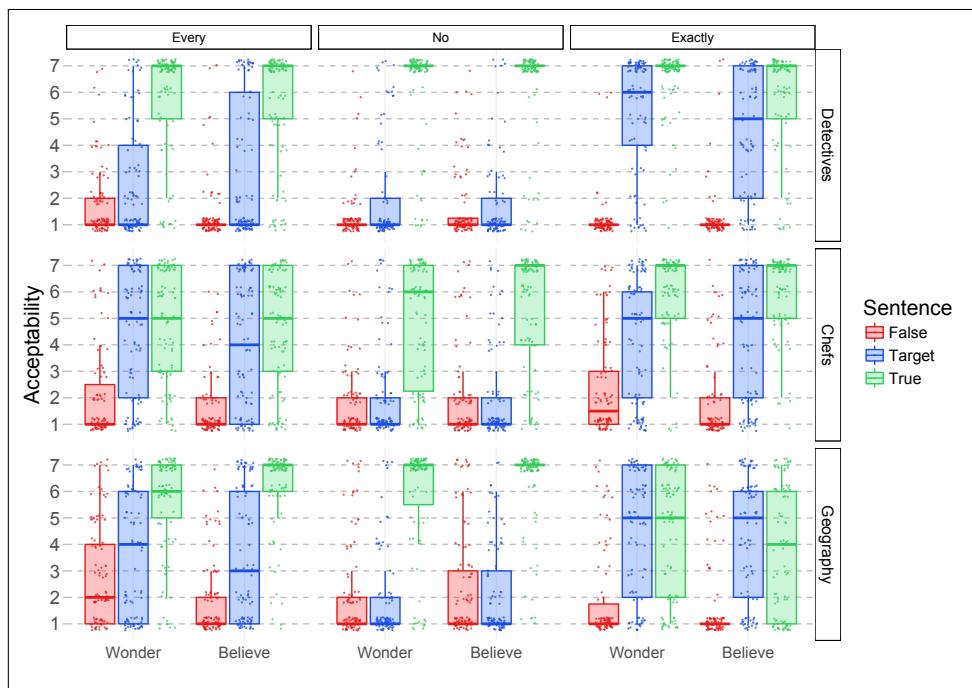 Every No Exactly
Acceptability
7
6
5
4
3
2
1
Detectives
7
6
5
4
3
2
1
Chefs
7
6
5
4
3
2
1
Geography
Wonder Believe Wonder Believe Wonder Believe
Sentence
False
Target
True